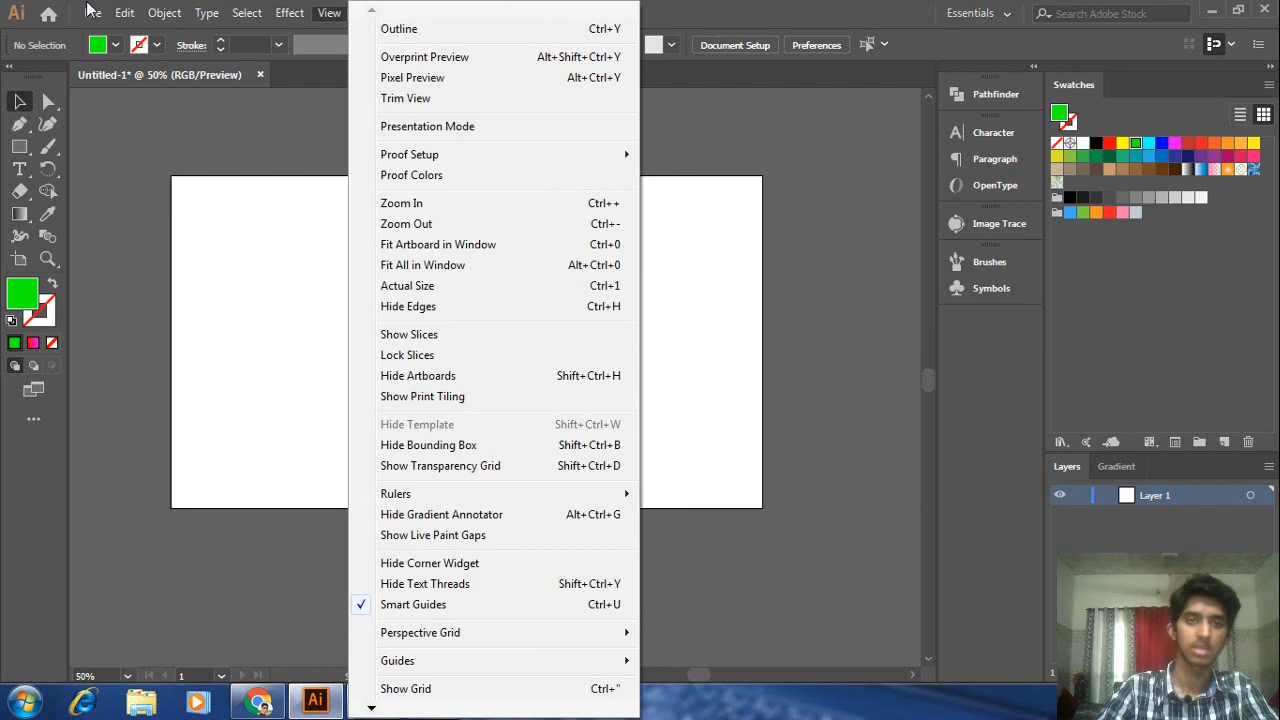 Ai Edit Object Type Select Effect View Essentials Search Adobe Stock
No Selection Stroke: Document Setup Preferences
Untitled-1* @ 50% (RGB/Preview)
Outline Ctrl+Y
Overprint Preview Alt+Shift+Ctrl+Y
Pixel Preview Alt+Ctrl+Y
Trim View
Presentation Mode
Proof Setup
Proof Colors
Zoom In Ctrl++
Zoom Out Ctrl+-
Fit Artboard in Window Ctrl+0
Fit All in Window Alt+Ctrl+0
Actual Size Ctrl+1
Hide Edges Ctrl+H
Show Slices
Lock Slices
Hide Artboards Shift+Ctrl+H
Show Print Tiling
Hide Template Shift+Ctrl+W
Hide Bounding Box Shift+Ctrl+B
Show Transparency Grid Shift+Ctrl+D
Rulers
Hide Gradient Annotator Alt+Ctrl+G
Show Live Paint Gaps
Hide Corner Widget
Hide Text Threads Shift+Ctrl+Y
Smart Guides Ctrl+U
Perspective Grid
Guides
Show Grid Ctrl+"
Pathfinder
Character
Paragraph
OpenType
Image Trace
Brushes
Symbols
Swatches
Layers Gradient
Layer 1
50% 1
Ai